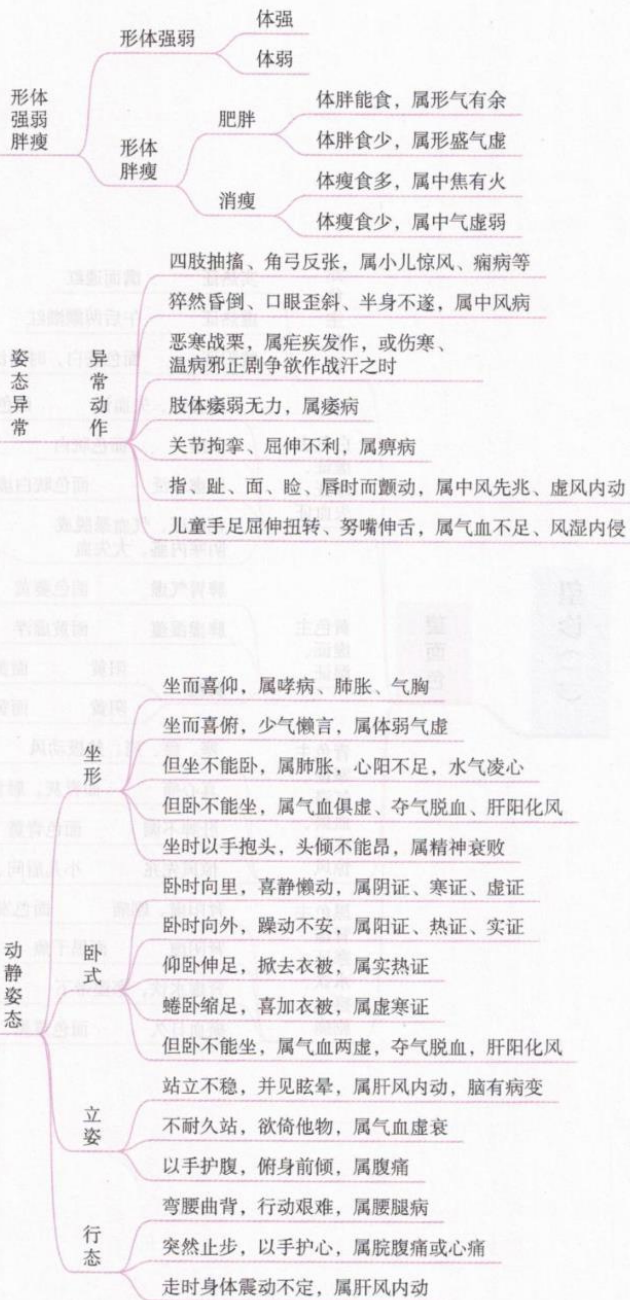 形体
强弱
胖瘦
形体强弱
体强
体弱
形体
胖瘦
肥胖
体胖能食，属形气有余
体胖食少，属形盛气虚
消瘦
体瘦食多，属中焦有火
体瘦食少，属中气虚弱
姿态异常
异常动作
四肢抽搐、角弓反张，属小儿惊风、痫病等
猝然昏倒、口眼歪斜、半身不遂，属中风病
恶寒战栗，属疟疾发作，或伤寒、
温病邪正剧争欲作战汗之时
肢体痿弱无力，属痿病
关节拘挛、屈伸不利，属痹病
指、趾、面、睑、唇时而颤动，属中风先兆、虚风内动
儿童手足屈伸扭转、努嘴伸舌，属气血不足、风湿内侵
动静姿态
坐形
坐而喜仰，属哮病、肺胀、气胸
坐而喜俯，少气懒言，属体弱气虚
但坐不能卧，属肺胀，心阳不足，水气凌心
但卧不能坐，属气血俱虚、夺气脱血、肝阳化风
坐时以手抱头，头倾不能昂，属精神衰败
卧式
卧时向里，喜静懒动，属阴证、寒证、虚证
卧时向外，躁动不安，属阳证、热证、实证
仰卧伸足，掀去衣被，属实热证
蜷卧缩足，喜加衣被，属虚寒证
但卧不能坐，属气血两虚，夺气脱血，肝阳化风
立姿
站立不稳，并见眩晕，属肝风内动，脑有病变
不耐久站，欲倚他物，属气血虚衰
以手护腹，俯身前倾，属腹痛
行态
弯腰曲背，行动艰难，属腰腿病
突然止步，以手护心，属脘腹痛或心痛
走时身体震动不定，属肝风内动